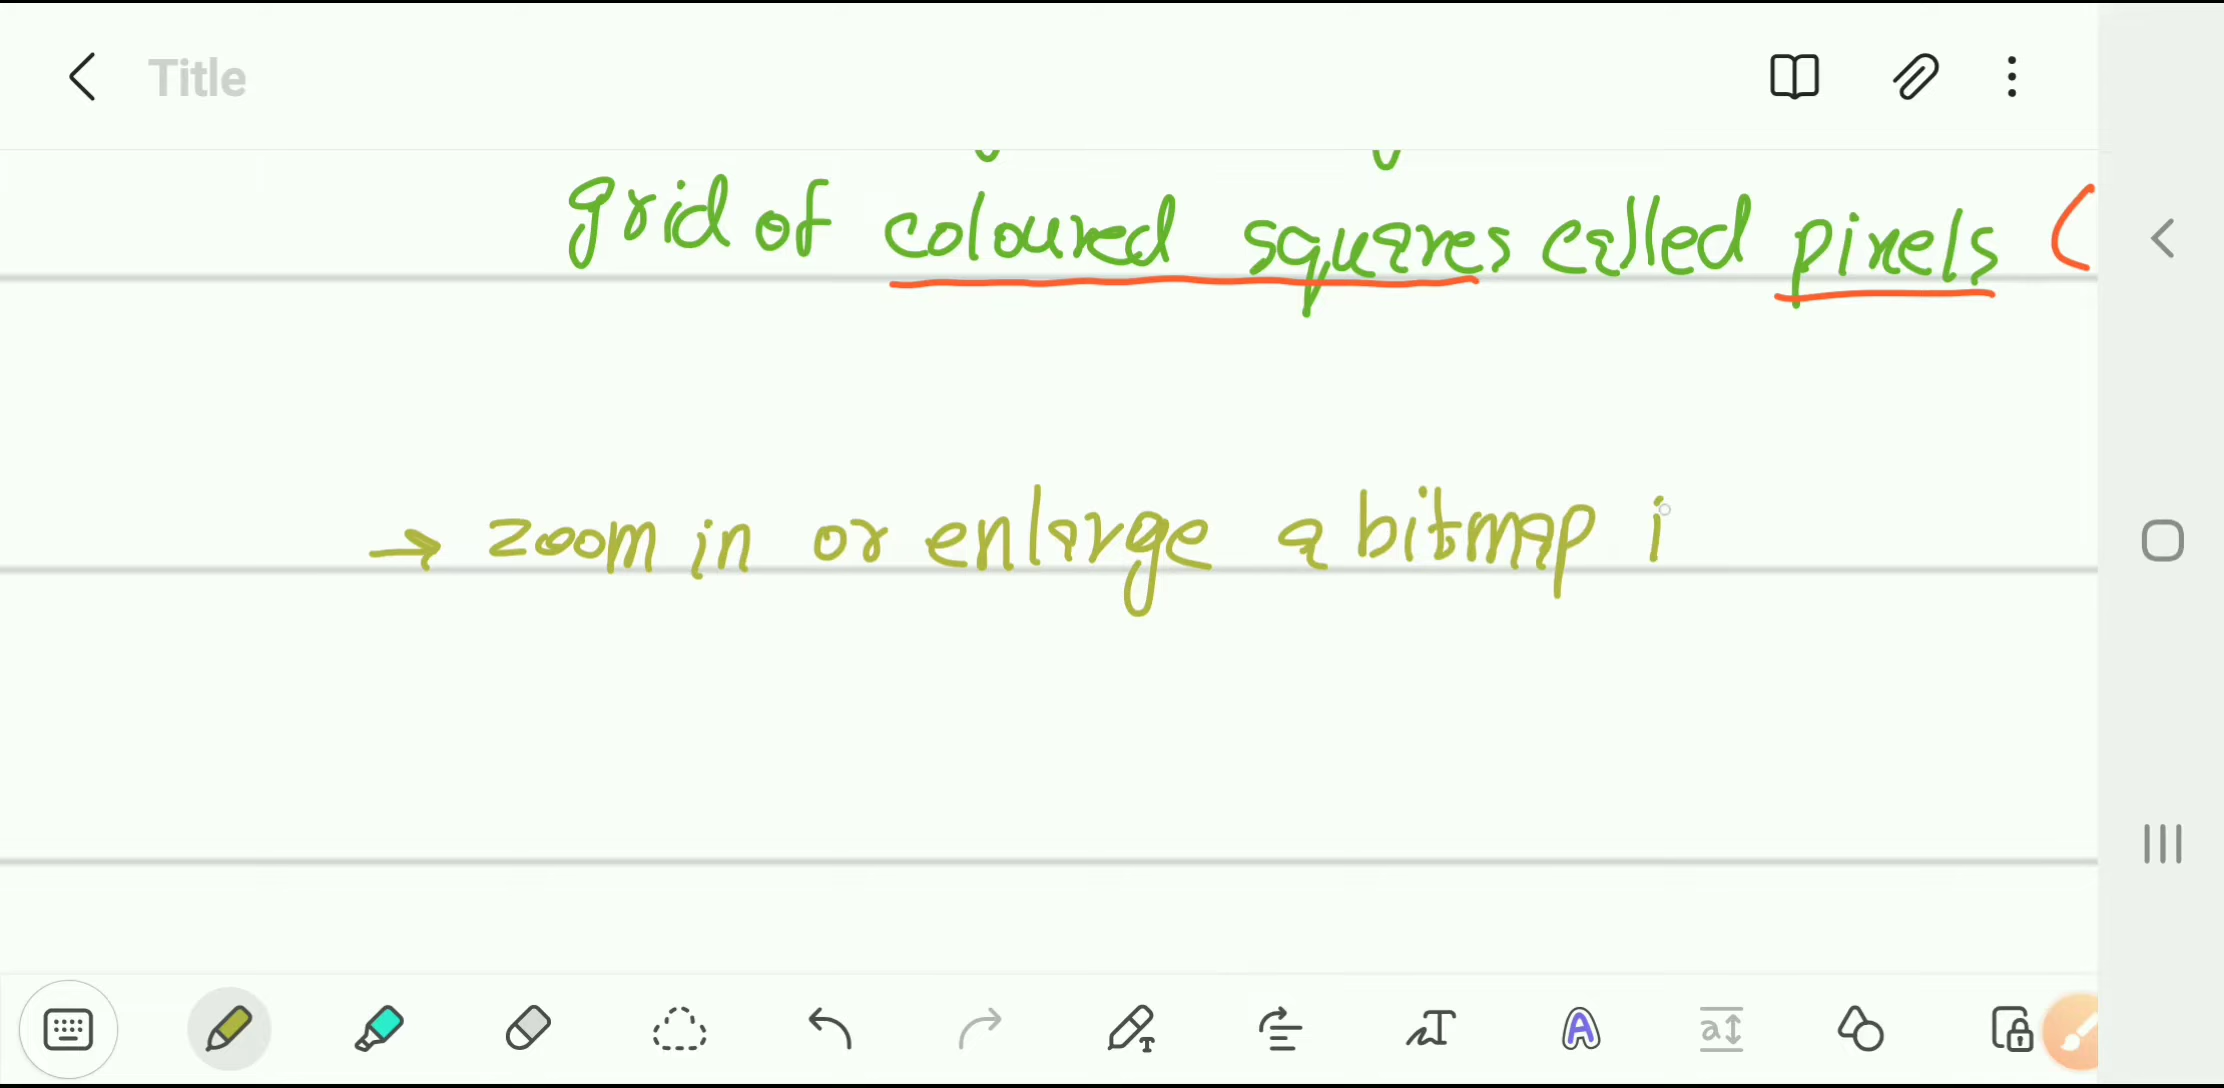 Title
grid of coloured squares called pixels (
→ zoom in or enlarge a bitmap i